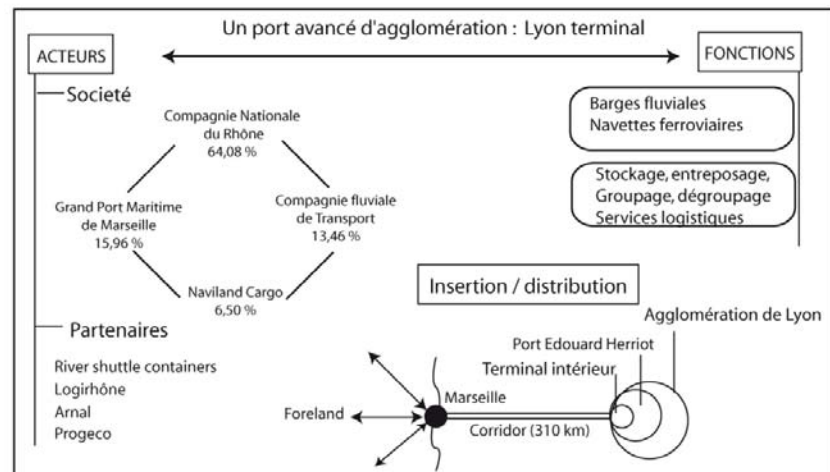 Un port avancé d'agglomération : Lyon terminal
ACTEURS
FONCTIONS
Societé
Compagnie Nationale
du Rhône
64,08 %
Grand Port Maritime
de Marseille
15,96 %
Compagnie fluviale
de Transport
13,46 %
Naviland Cargo
6,50 %
Partenaires
River shuttle containers
Logirhône
Arnal
Progeco
Barges fluviales
Navettes ferroviaires
Stockage, entreposage,
Groupage, dégroupage
Services logistiques
Insertion / distribution
Agglomération de Lyon
Port Edouard Herriot
Terminal intérieur
Marseille
Foreland
Corridor (310 km)